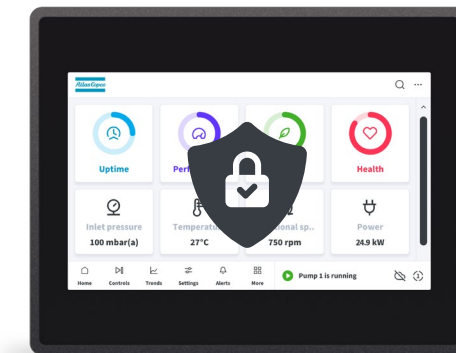 Atlas Copco
Uptime
Health
Inlet pressure
100 mbar(a)
27°C
750 rpm
Power
24.9 kW
Home
Controls
Trends
Settings
Alerts
More
Pump 1 is running